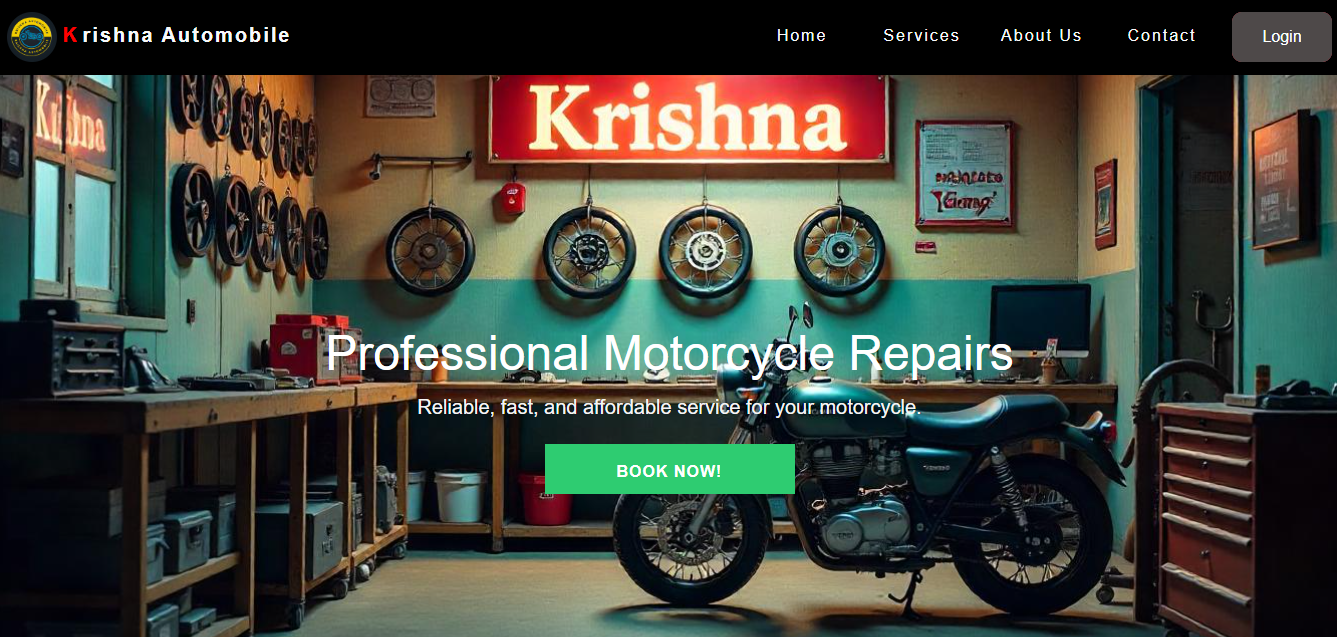 Krishna Automobile
Home
Services
About Us
Contact
Login
Krishna
Professional Motorcycle Repairs
Reliable, fast, and affordable service for your motorcycle.
BOOK NOW!